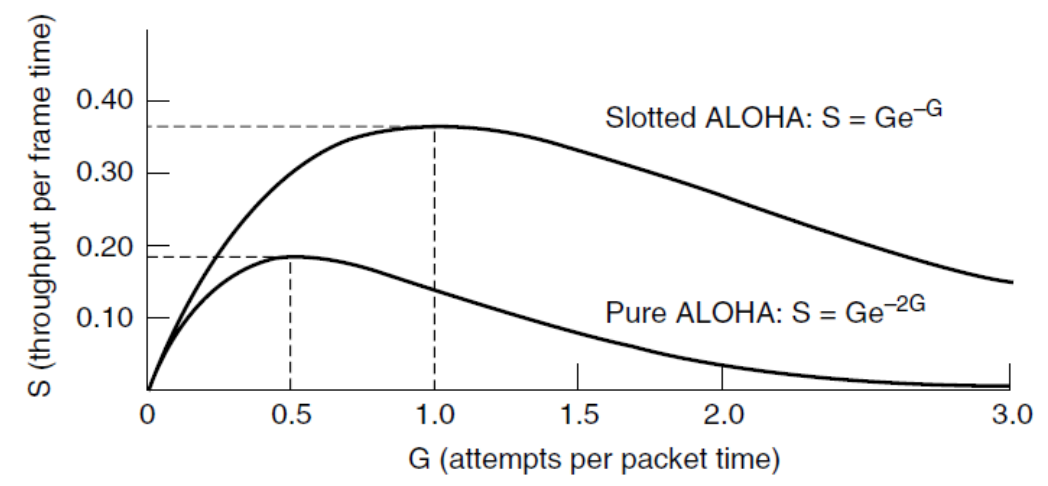 S (throughput per frame time)
0.40
0.30
0.20
0.10
Slotted ALOHA: S = Ge–G
Pure ALOHA: S = Ge–2G
0 0.5 1.0 1.5 2.0 3.0
G (attempts per packet time)